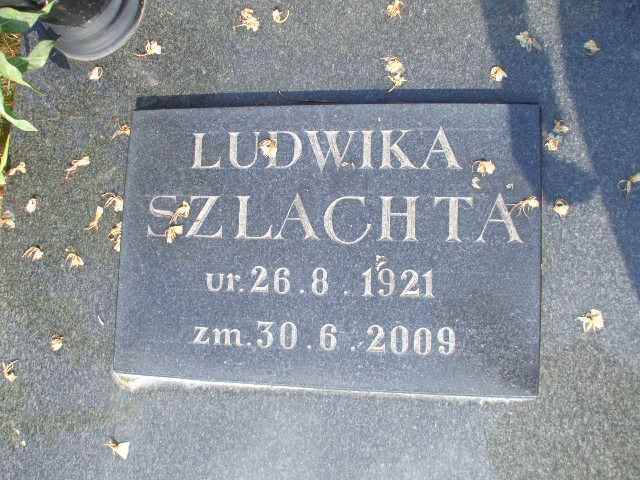 LUDWIKA
SZLACHTA
ur. 26.8.1921
zm. 30.6.2009